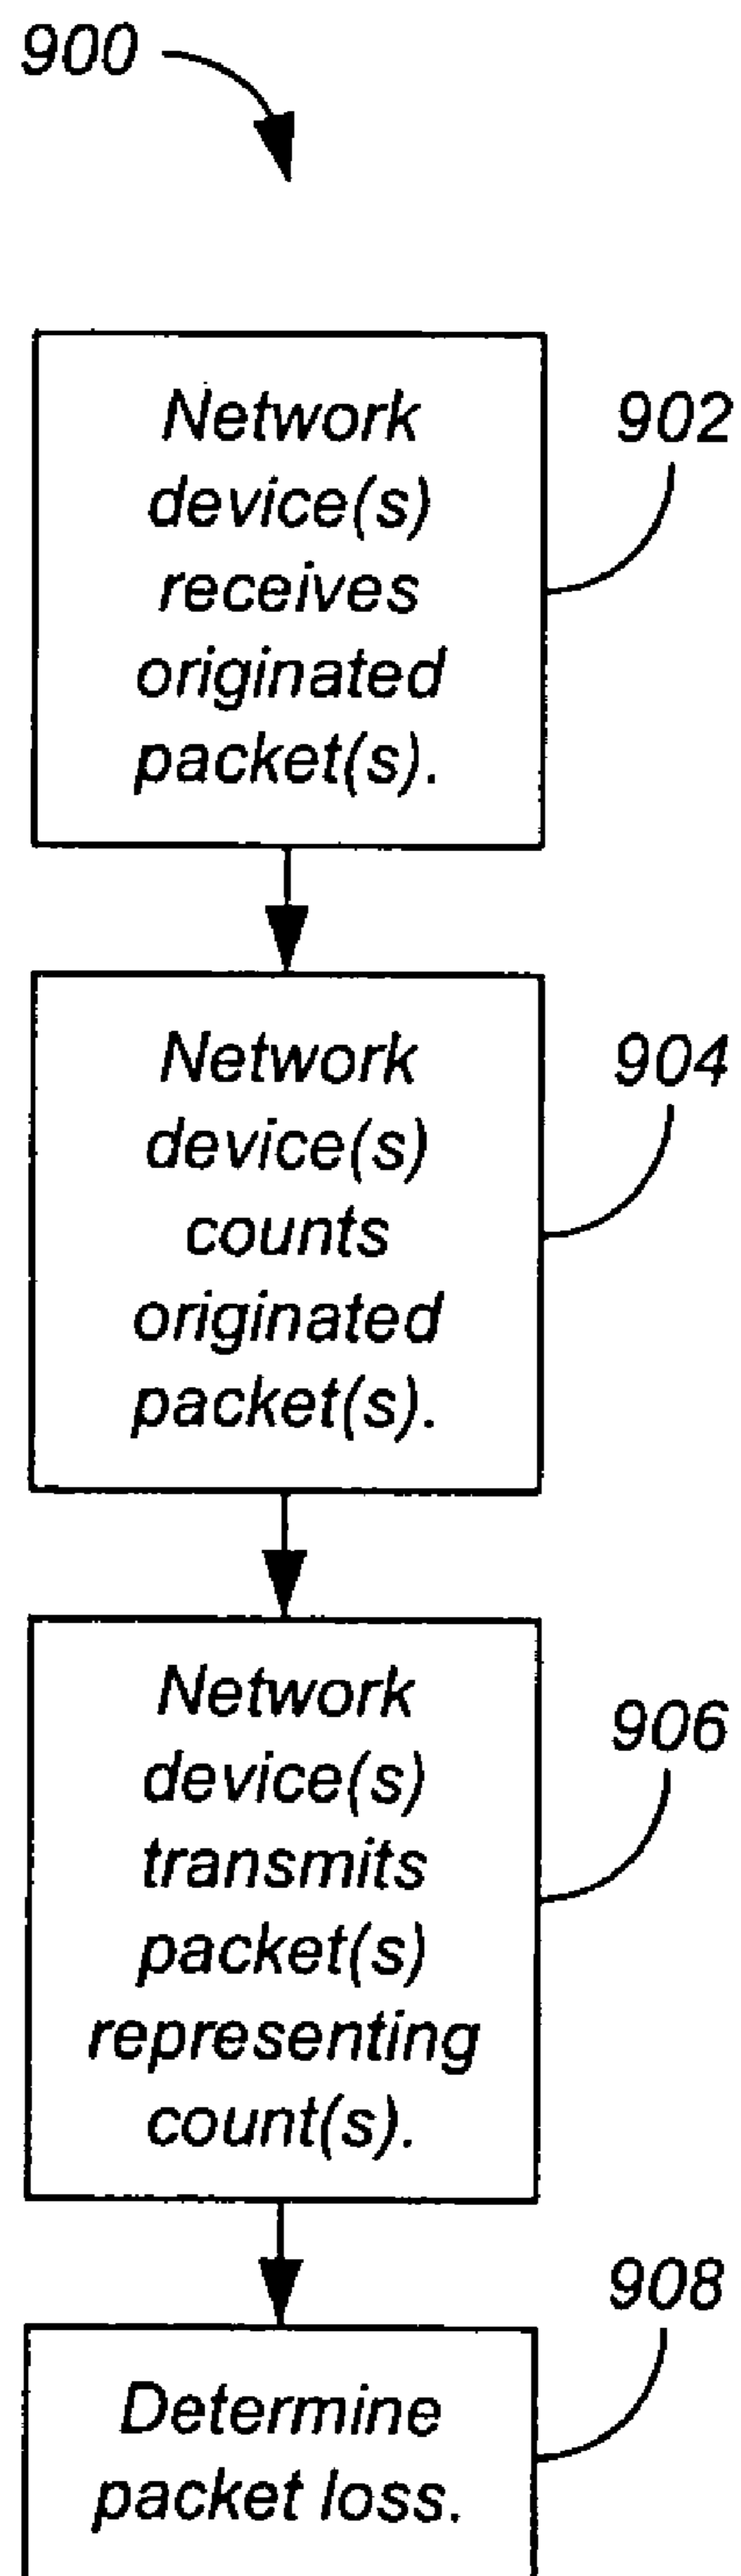 900
Network
device(s)
receives
originated
packet(s).
902
Network
device(s)
counts
originated
packet(s).
904
Network
device(s)
transmits
packet(s)
representing
count(s).
906
Determine
packet loss.
908